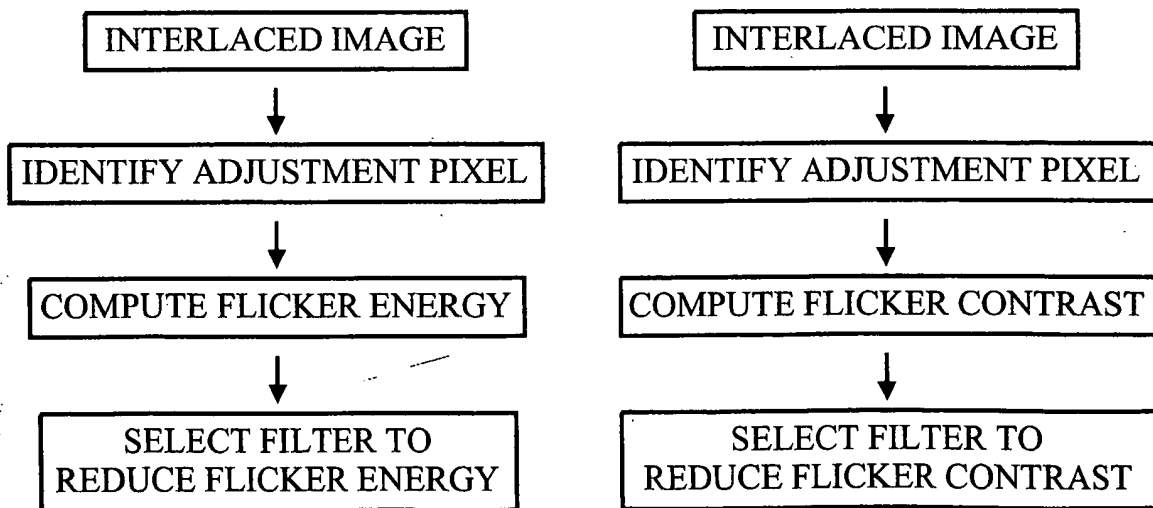 INTERLACED IMAGE
IDENTIFY ADJUSTMENT PIXEL
COMPUTE FLICKER ENERGY
SELECT FILTER TO
REDUCE FLICKER ENERGY
INTERLACED IMAGE
IDENTIFY ADJUSTMENT PIXEL
COMPUTE FLICKER CONTRAST
SELECT FILTER TO
REDUCE FLICKER CONTRAST